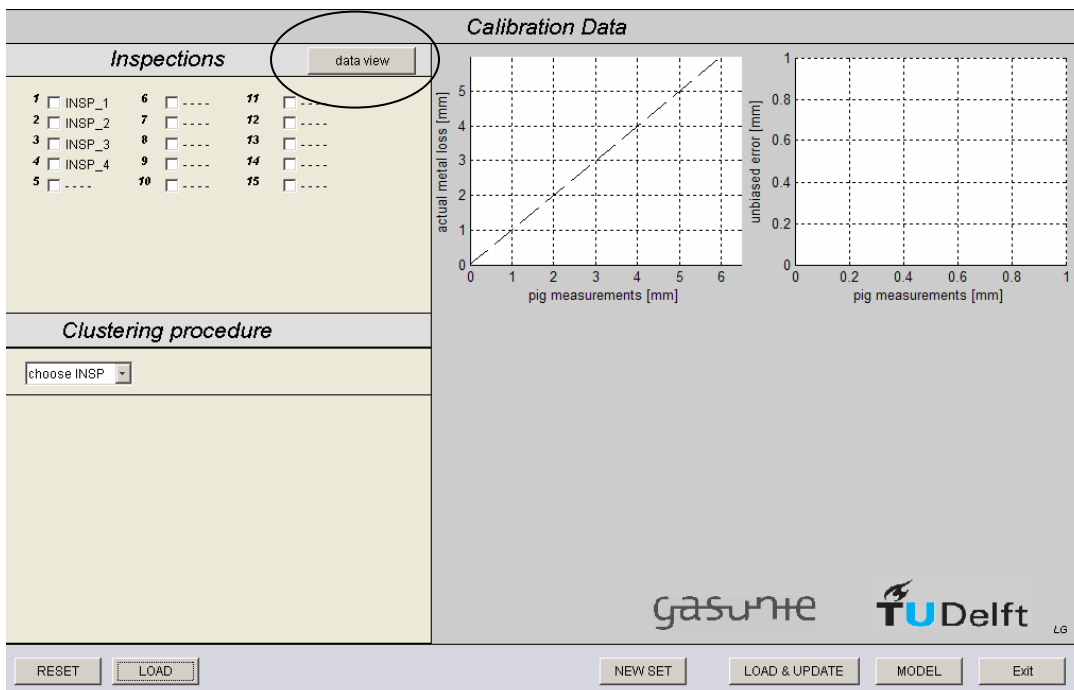 Calibration Data
Inspections
data view
1 INSP_1 6 ---- 11 ----
2 INSP_2 7 ---- 12 ----
3 INSP_3 8 ---- 13 ----
4 INSP_4 9 ---- 14 ----
5 ---- 10 ---- 15 ----
actual metal loss [mm]
5
4
3
2
1
0
0 1 2 3 4 5 6
pig measurements [mm]
unbiased error [mm]
1
0.8
0.6
0.4
0.2
0
0 0.2 0.4 0.6 0.8 1
pig measurements [mm]
Clustering procedure
choose INSP
gasunie
TU Delft
LG
RESET LOAD NEW SET LOAD & UPDATE MODEL Exit